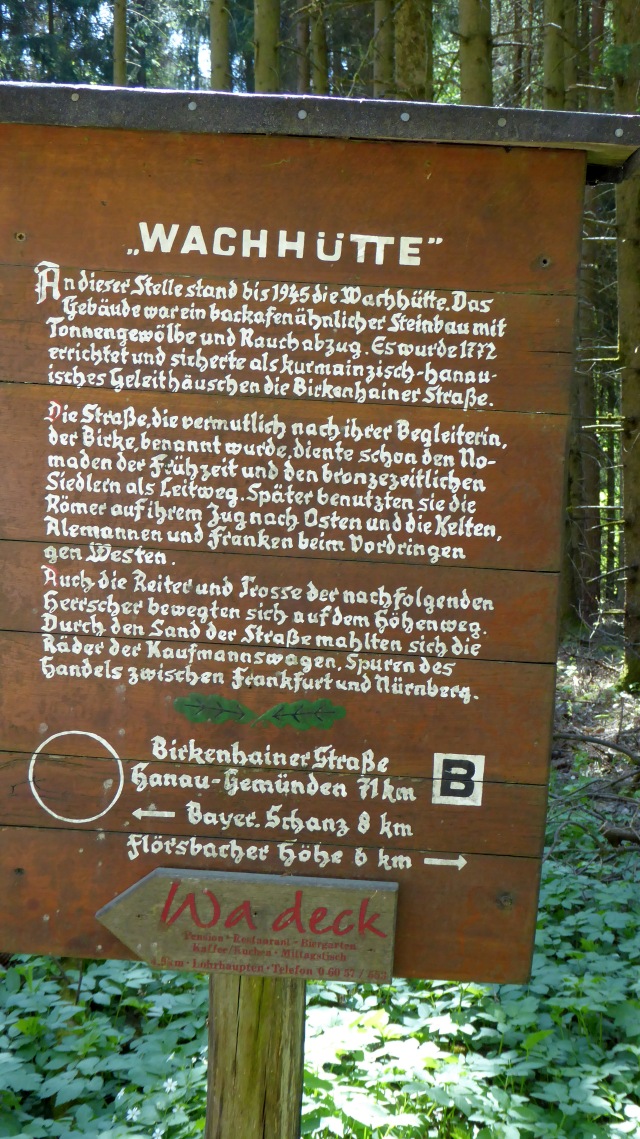 „WACHHÜTTE”
An dieser Stelle stand bis 1945 die Wachhütte. Das
Gebäude war ein backofenähnlicher Steinbau mit
Tonnengewölbe und Rauchabzug. Es wurde 1772
errichtet und sicherte als kurmainzisch-hanau-
isches Geleithäuschen die Birkenhainer Straße.
Die Straße, die vermutlich nach ihrer Begleiterin,
der Birke, benannt wurde, diente schon den No-
maden der Frühzeit und den bronzezeitlichen
Siedlern als Leitweg. Später benutzten sie die
Römer auf ihrem Zug nach Osten und die Kelten,
Alemannen und Franken beim Vordringen
gen Westen.
Auch die Reiter und Trosse der nachfolgenden
Herrscher bewegten sich auf dem Höhenweg.
Durch den Sand der Straße mahlten sich die
Räder der Kaufmannswagen, Spuren des
Handels zwischen Frankfurt und Nürnberg.
Birkenhainer Straße
Hanau-Gemünden 71 km
B
← Bayer. Schanz 8 km
Flörsbacher Höhe 6 km →
Wa deck
Pension • Restaurant • Biergarten
Kaffee/Kuchen • Mittagstisch
km • Lohrhaupten • Telefon 0 60 57 /